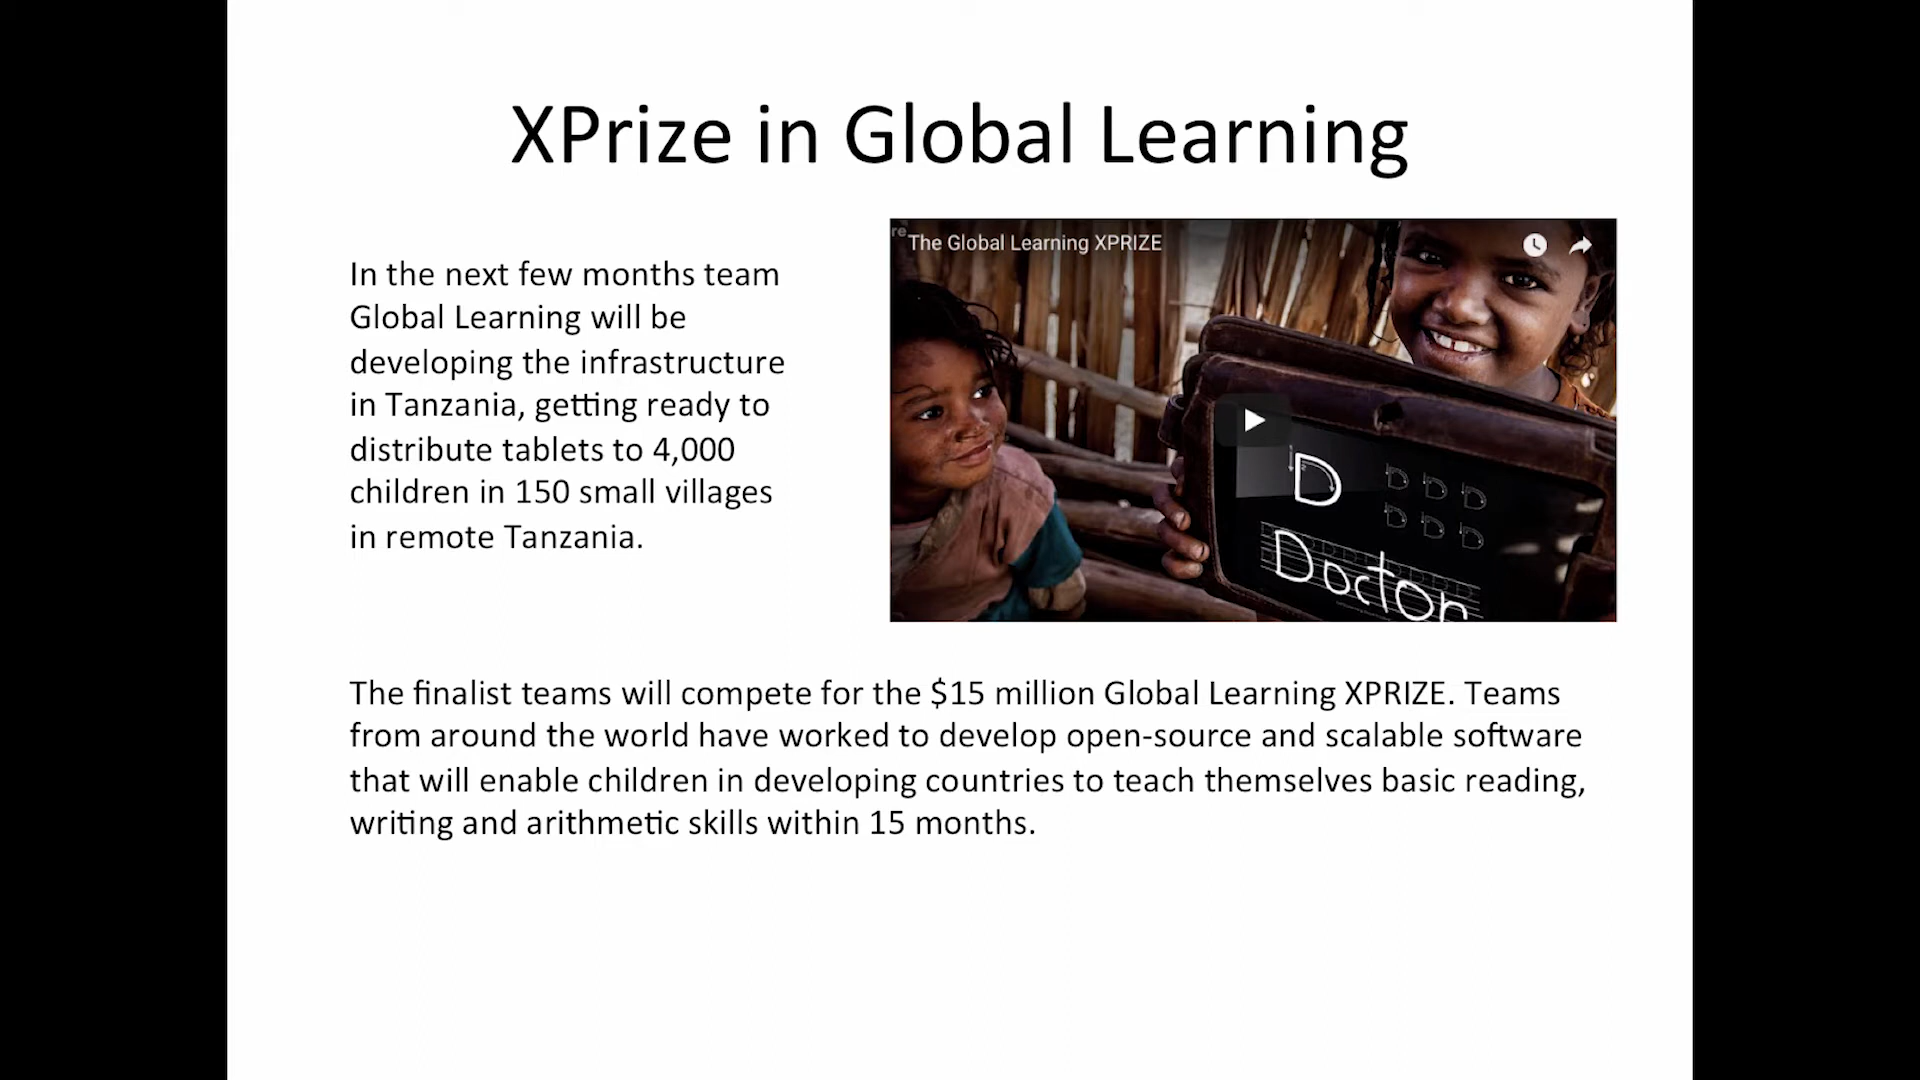 XPrize in Global Learning
In the next few months team
Global Learning will be
developing the infrastructure
in Tanzania, getting ready to
distribute tablets to 4,000
children in 150 small villages
in remote Tanzania.
re
The Global Learning XPRIZE
D D D D
D D D
Doctor
The finalist teams will compete for the $15 million Global Learning XPRIZE. Teams
from around the world have worked to develop open-source and scalable software
that will enable children in developing countries to teach themselves basic reading,
writing and arithmetic skills within 15 months.